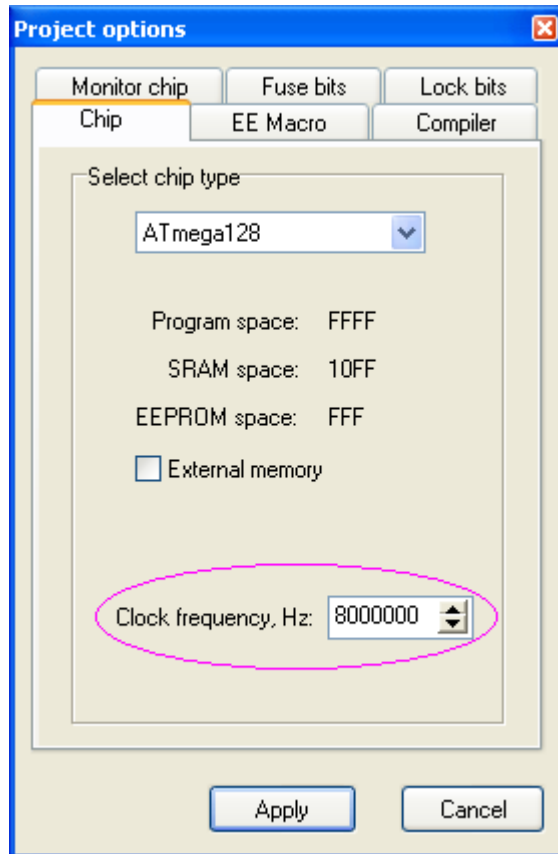 Project options
Monitor chip Fuse bits Lock bits
Chip EE Macro Compiler
Select chip type
ATmega128
Program space: FFFF
SRAM space: 10FF
EEPROM space: FFF
External memory
Clock frequency, Hz: 8000000
Apply Cancel